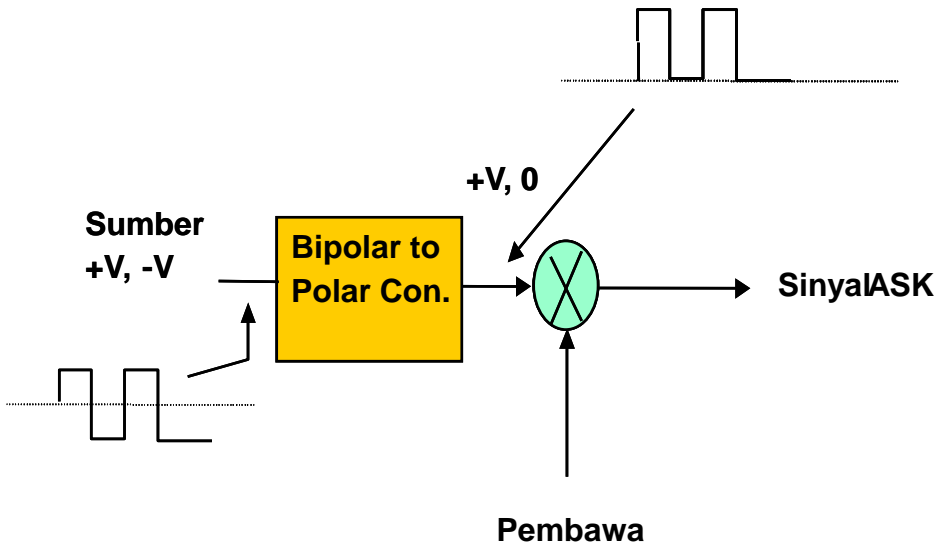 +V, 0
Sumber
+V, -V
Bipolar to
Polar Con.
SinyalASK
Pembawa